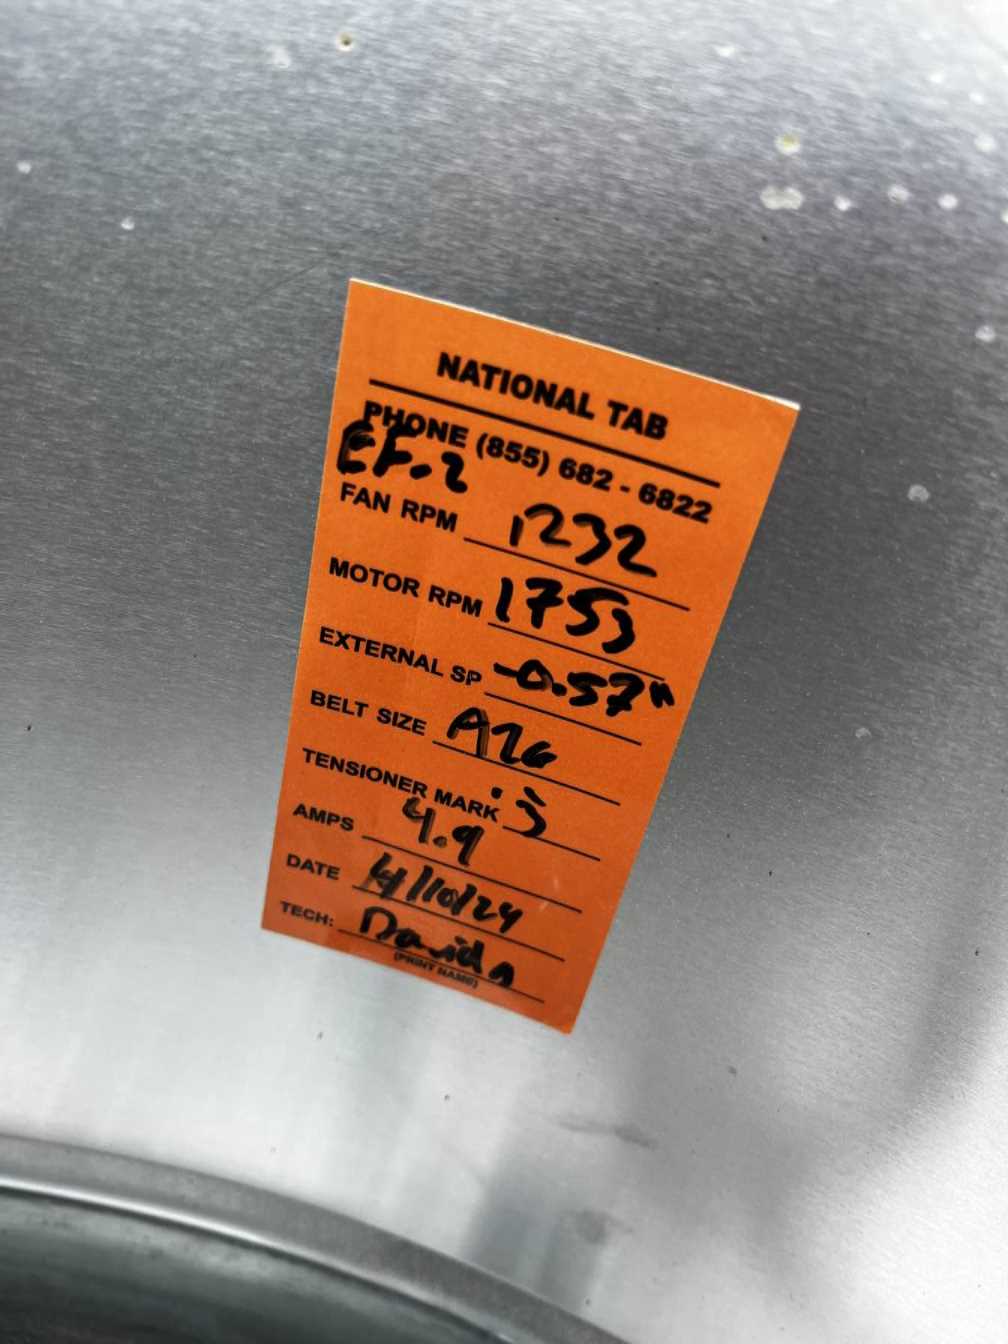 NATIONAL TAB
PHONE (855) 682 - 6822
EF.2
FAN RPM 1232
MOTOR RPM 1753
EXTERNAL SP -0.57"
BELT SIZE A26
TENSIONER MARK .5
AMPS 4.9
DATE 4/10/24
TECH: David
(PRINT NAME)